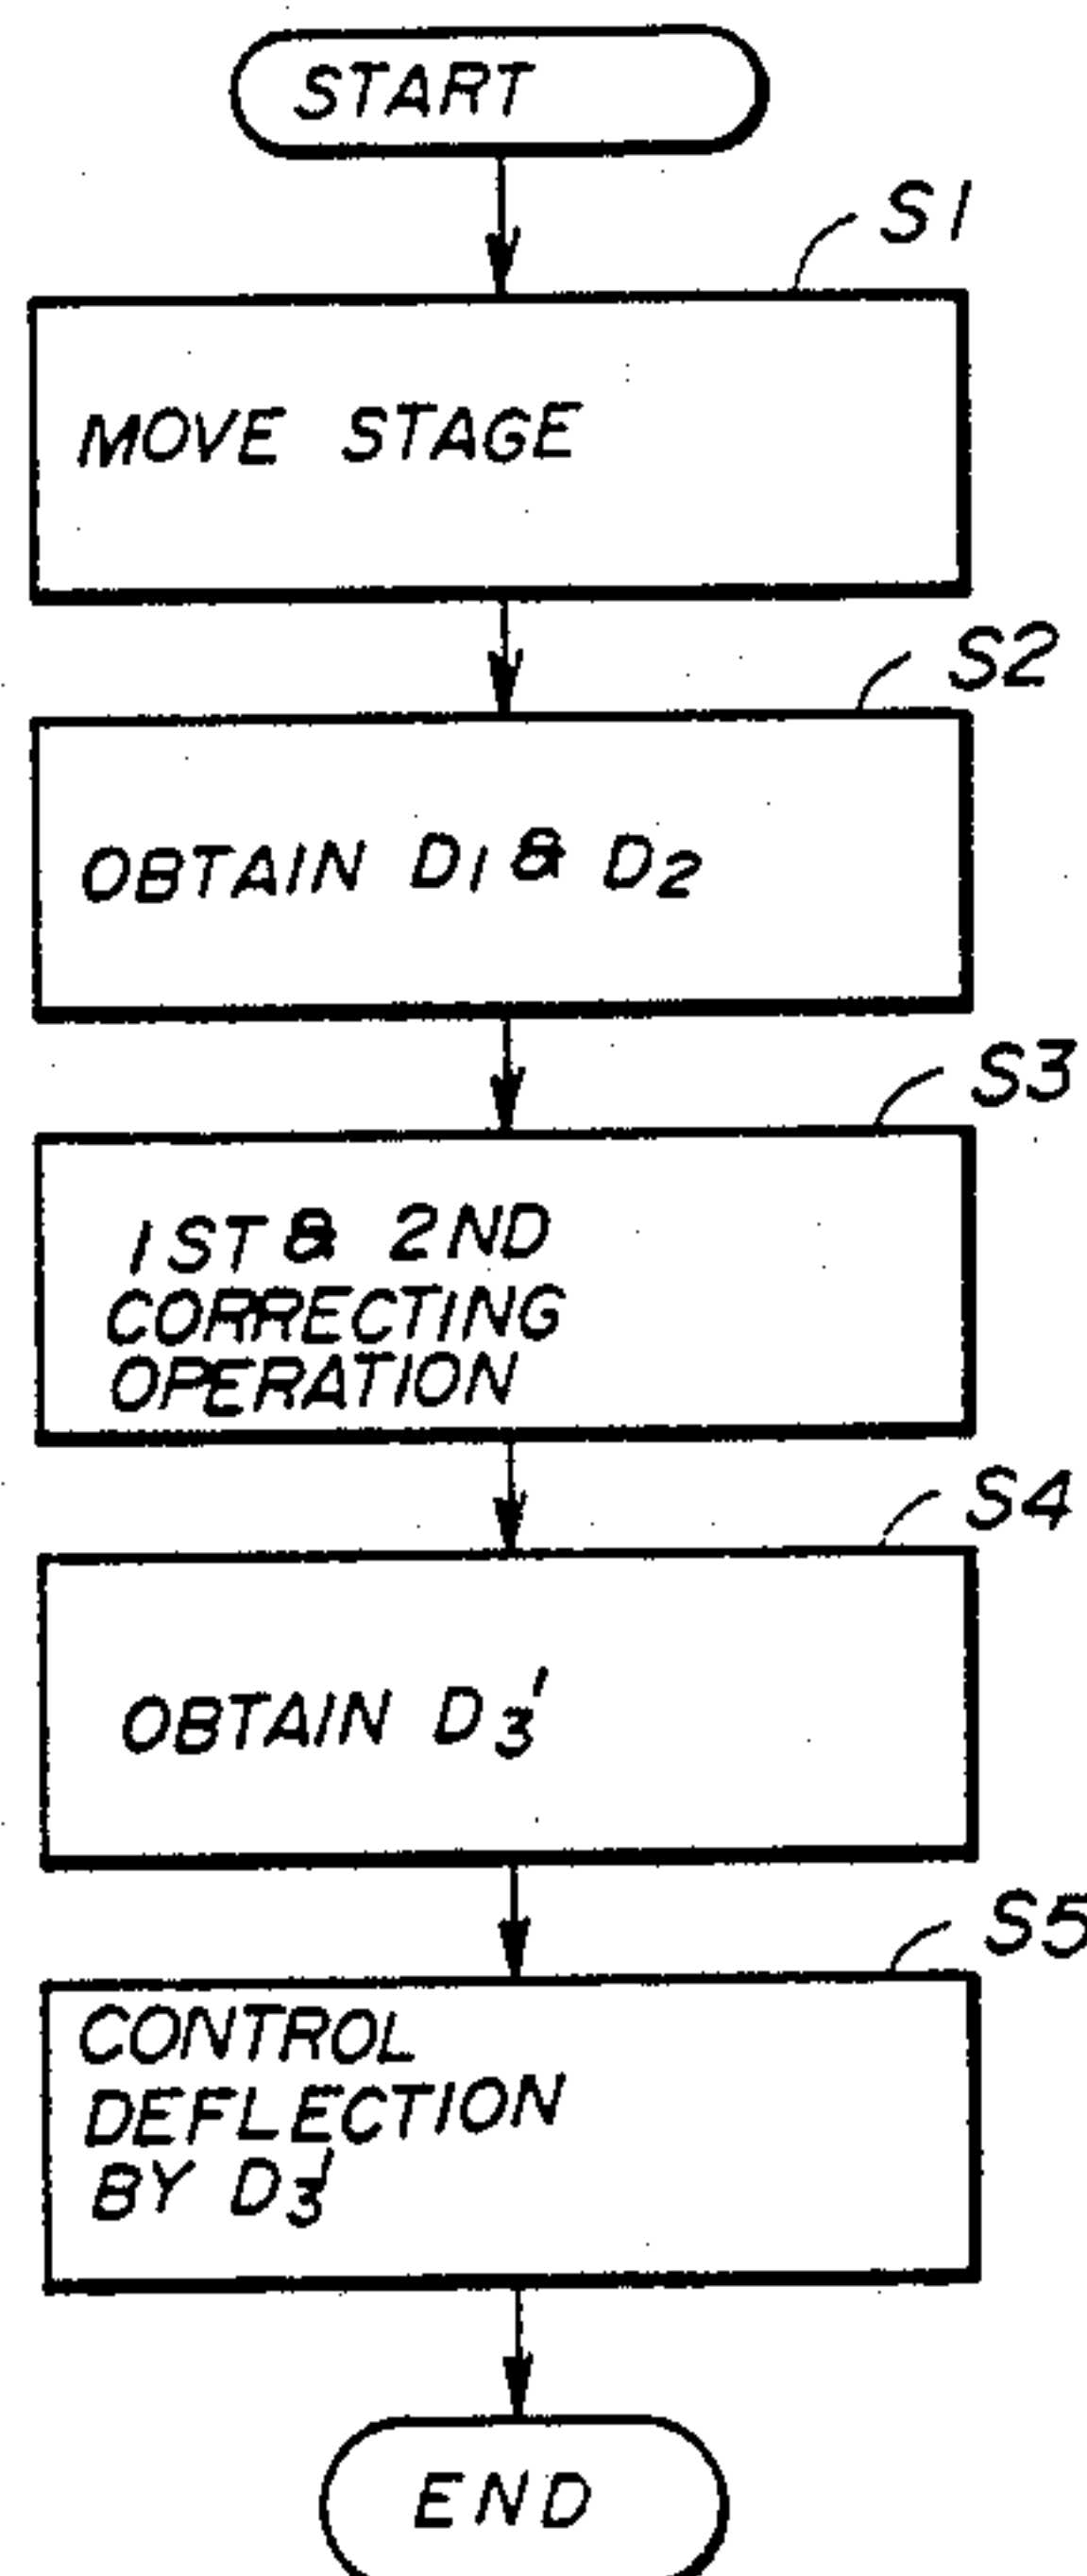 START
S1
MOVE STAGE
S2
OBTAIN D1 & D2
S3
1ST & 2ND
CORRECTING
OPERATION
S4
OBTAIN D3'
S5
CONTROL
DEFLECTION
BY D3'
END